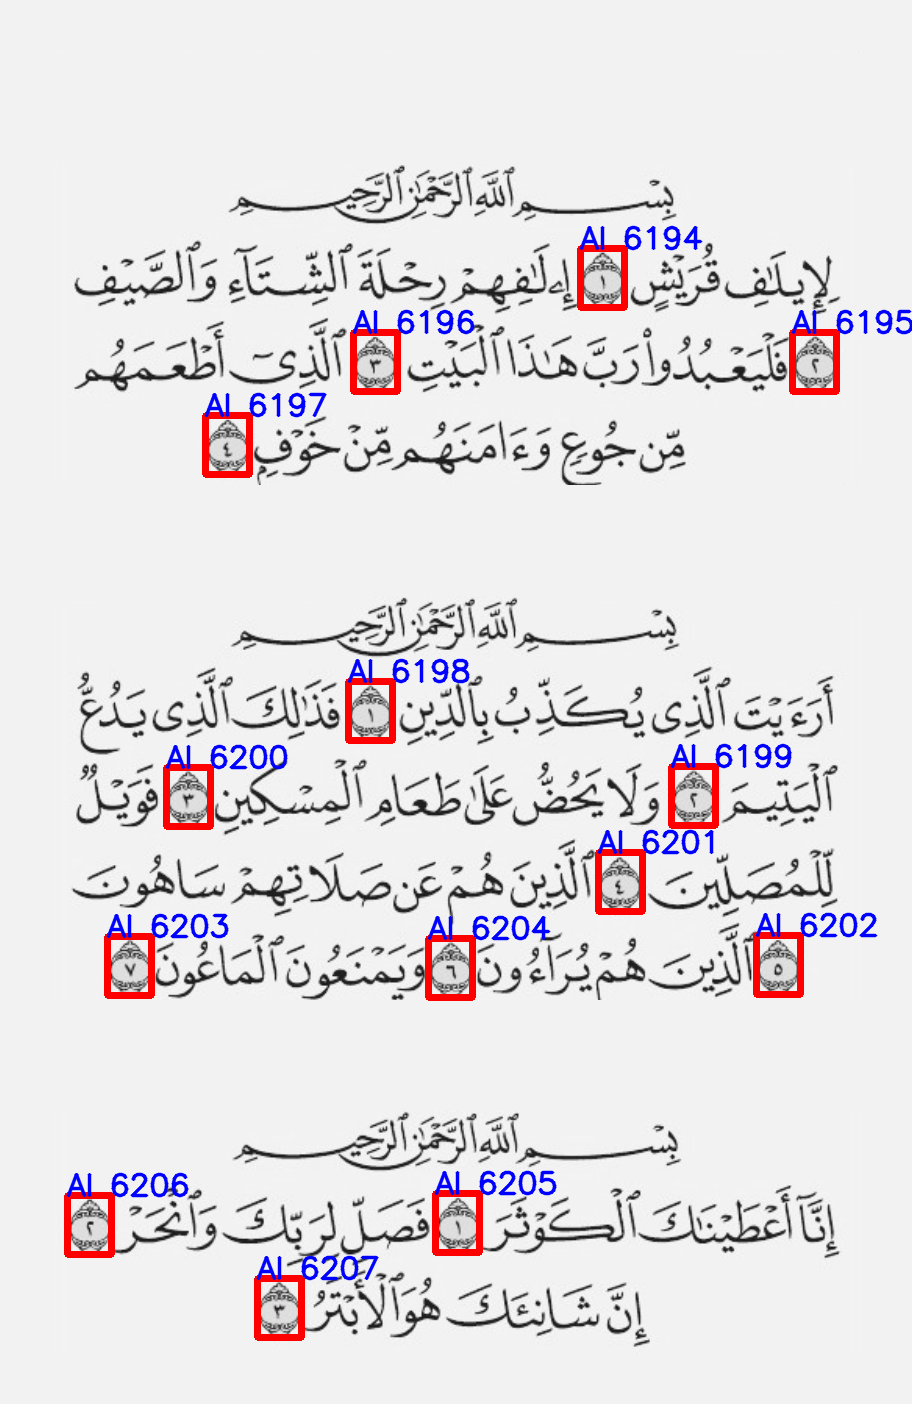 بِسْمِ ٱللَّهِ ٱلرَّحْمَٰنِ ٱلرَّحِيمِ
AI 6194
لِإِيلَٰفِ قُرَيْشٍ ١ إِۦلَٰفِهِمْ رِحْلَةَ ٱلشِّتَآءِ وَٱلصَّيْفِ
AI 6195 AI 6196
٢ فَلْيَعْبُدُوا۟ رَبَّ هَٰذَا ٱلْبَيْتِ ٣ ٱلَّذِىٓ أَطْعَمَهُم
AI 6197
مِّن جُوعٍ وَءَامَنَهُم مِّنْ خَوْفٍ ٤
بِسْمِ ٱللَّهِ ٱلرَّحْمَٰنِ ٱلرَّحِيمِ
AI 6198
أَرَءَيْتَ ٱلَّذِى يُكَذِّبُ بِٱلدِّينِ ١ فَذَٰلِكَ ٱلَّذِى يَدُعُّ
AI 6199 AI 6200
ٱلْيَتِيمَ ٢ وَلَا يَحُضُّ عَلَىٰ طَعَامِ ٱلْمِسْكِينِ ٣ فَوَيْلٌ
AI 6201
لِّلْمُصَلِّينَ ٤ ٱلَّذِينَ هُمْ عَن صَلَاتِهِمْ سَاهُونَ
AI 6202 AI 6204 AI 6203
٥ ٱلَّذِينَ هُمْ يُرَآءُونَ ٦ وَيَمْنَعُونَ ٱلْمَاعُونَ ٧
بِسْمِ ٱللَّهِ ٱلرَّحْمَٰنِ ٱلرَّحِيمِ
AI 6205 AI 6206
إِنَّآ أَعْطَيْنَٰكَ ٱلْكَوْثَرَ ١ فَصَلِّ لِرَبِّكَ وَٱنْحَرْ ٢
AI 6207
إِنَّ شَانِئَكَ هُوَ ٱلْأَبْتَرُ ٣